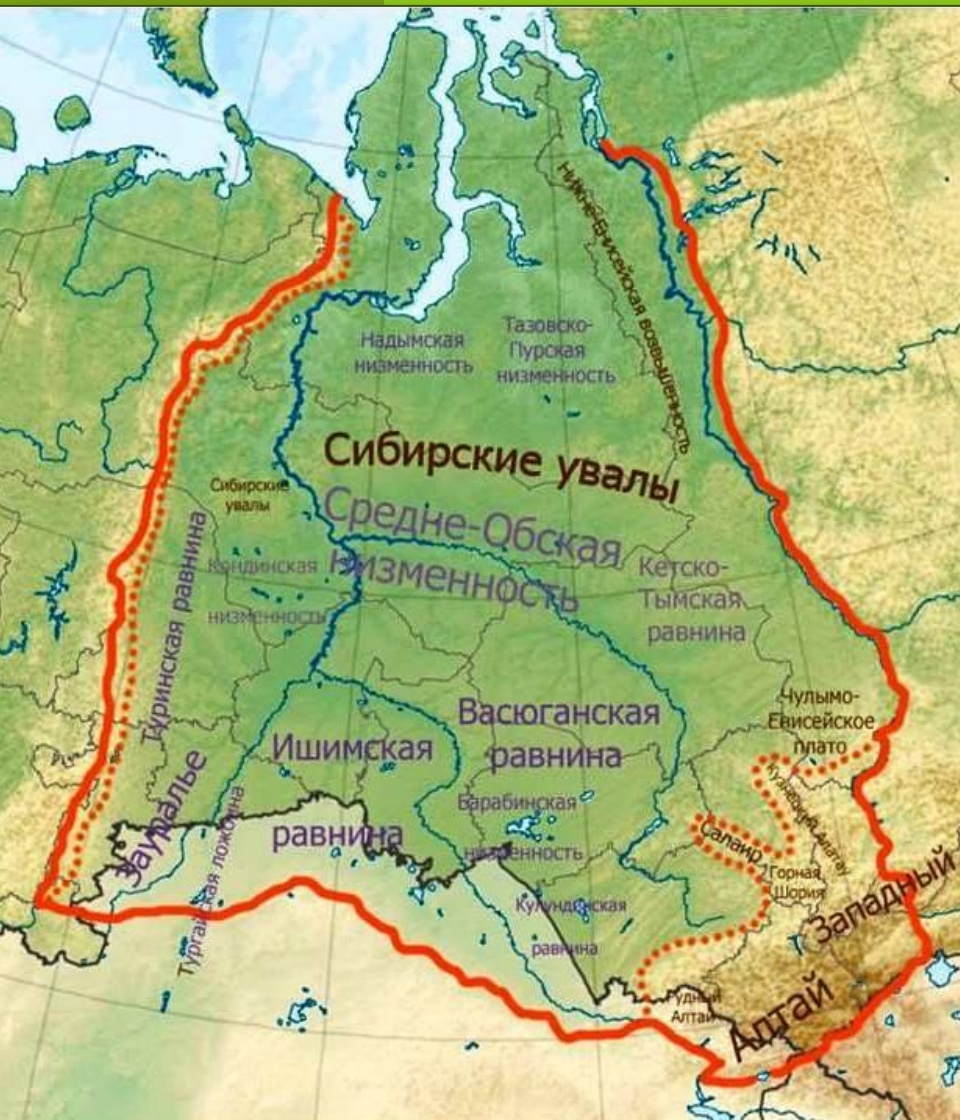 Нижне-Енисейская возвышенность
Надымская
низменность
Тазовско-
Пурская
низменность
Сибирские увалы
Сибирские
увалы
Средне-Обская
низменность
Кондинская
низменность
Кетско-
Тымская
равнина
Туринская равнина
Чулымо-
Енисейское
плато
Васюганская
равнина
Ишимская
равнина
Зауралье
Тургайская ложбина
Барабинская
низменность
Кузнецкий Алатау
Салаир
Горная
Шория
Кулундинская
равнина
Западный
Рудный
Алтай
Алтай